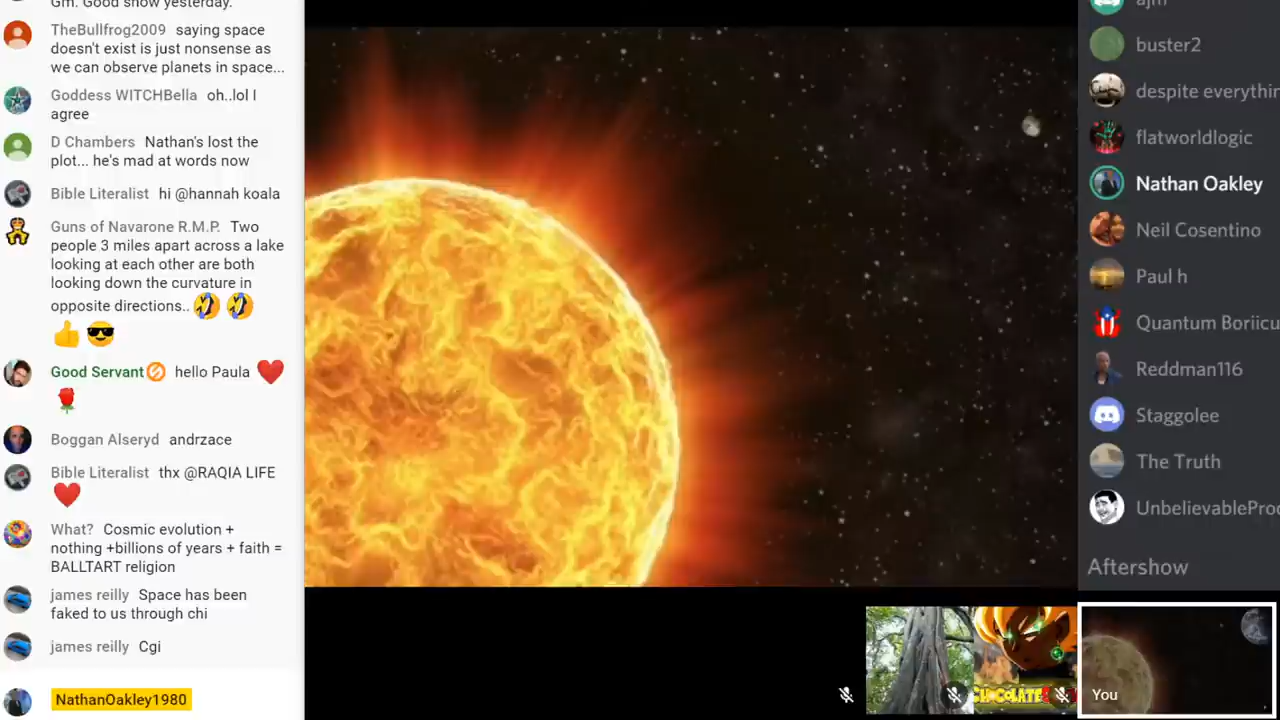 Gm. Good show yesterday.
TheBullfrog2009 saying space
doesn't exist is just nonsense as
we can observe planets in space...
Goddess WITCHBella oh..lol I
agree
D Chambers Nathan's lost the
plot... he's mad at words now
Bible Literalist hi @hannah koala
Guns of Navarone R.M.P. Two
people 3 miles apart across a lake
looking at each other are both
looking down the curvature in
opposite directions.. 🤣 🤣
👍 😎
Good Servant hello Paula ❤️
🌹
Boggan Alseryd andrzace
Bible Literalist thx @RAQIA LIFE
❤️
What? Cosmic evolution +
nothing +billions of years + faith =
BALLTART religion
james reilly Space has been
faked to us through chi
james reilly Cgi
NathanOakley1980
ajm
buster2
despite everythin
flatworldlogic
Nathan Oakley
Neil Cosentino
Paul h
Quantum Boriicu
Reddman116
Staggolee
The Truth
UnbelievablePro
Aftershow
You